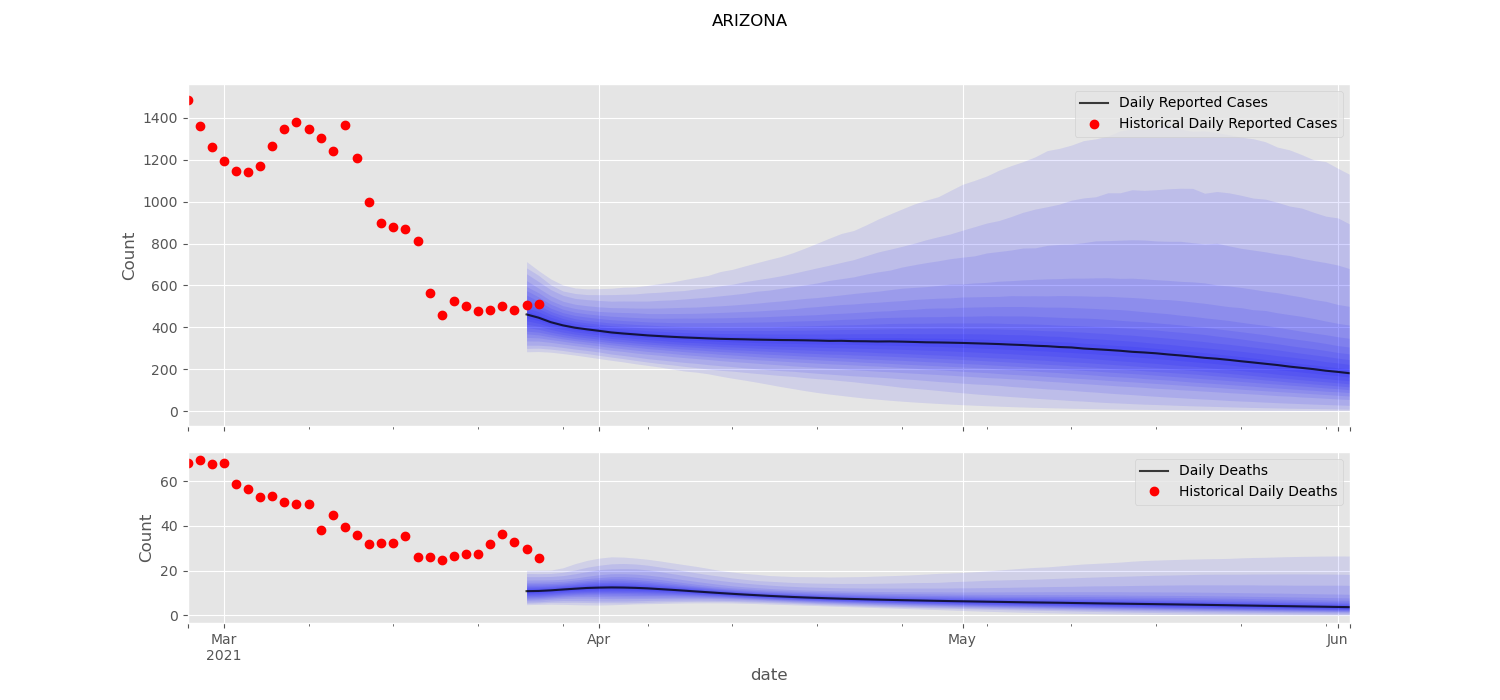 ARIZONA
Daily Reported Cases
Historical Daily Reported Cases
1400
1200
1000
800
600
400
200
0
Count
Daily Deaths
Historical Daily Deaths
60
40
20
0
Count
Mar
2021
Apr
May
Jun
date